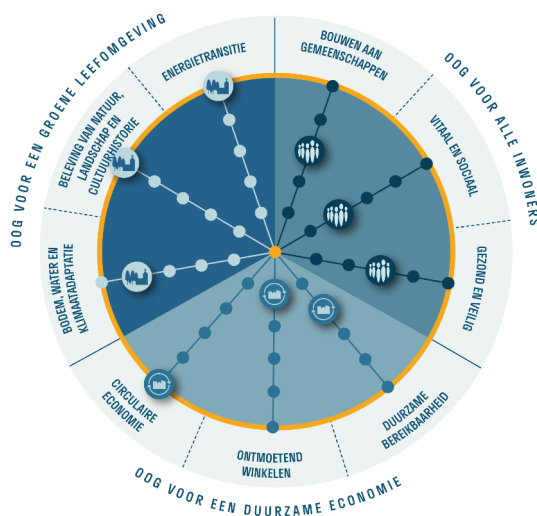 OOG VOOR EEN GROENE LEEFOMGEVING
ENERGIETRANSITIE
BELEVING VAN NATUUR,
LANDSCHAP EN
CULTUURHISTORIE
BODEM, WATER EN
KLIMAATADAPTATIE
OOG VOOR ALLE INWONERS
BOUWEN AAN
GEMEENSCHAPPEN
VITAAL EN SOCIAAL
GEZOND EN VEILIG
DUURZAME
BEREIKBAARHEID
ONTMOETEND
WINKELEN
CIRCULAIRE
ECONOMIE
OOG VOOR EEN DUURZAME ECONOMIE